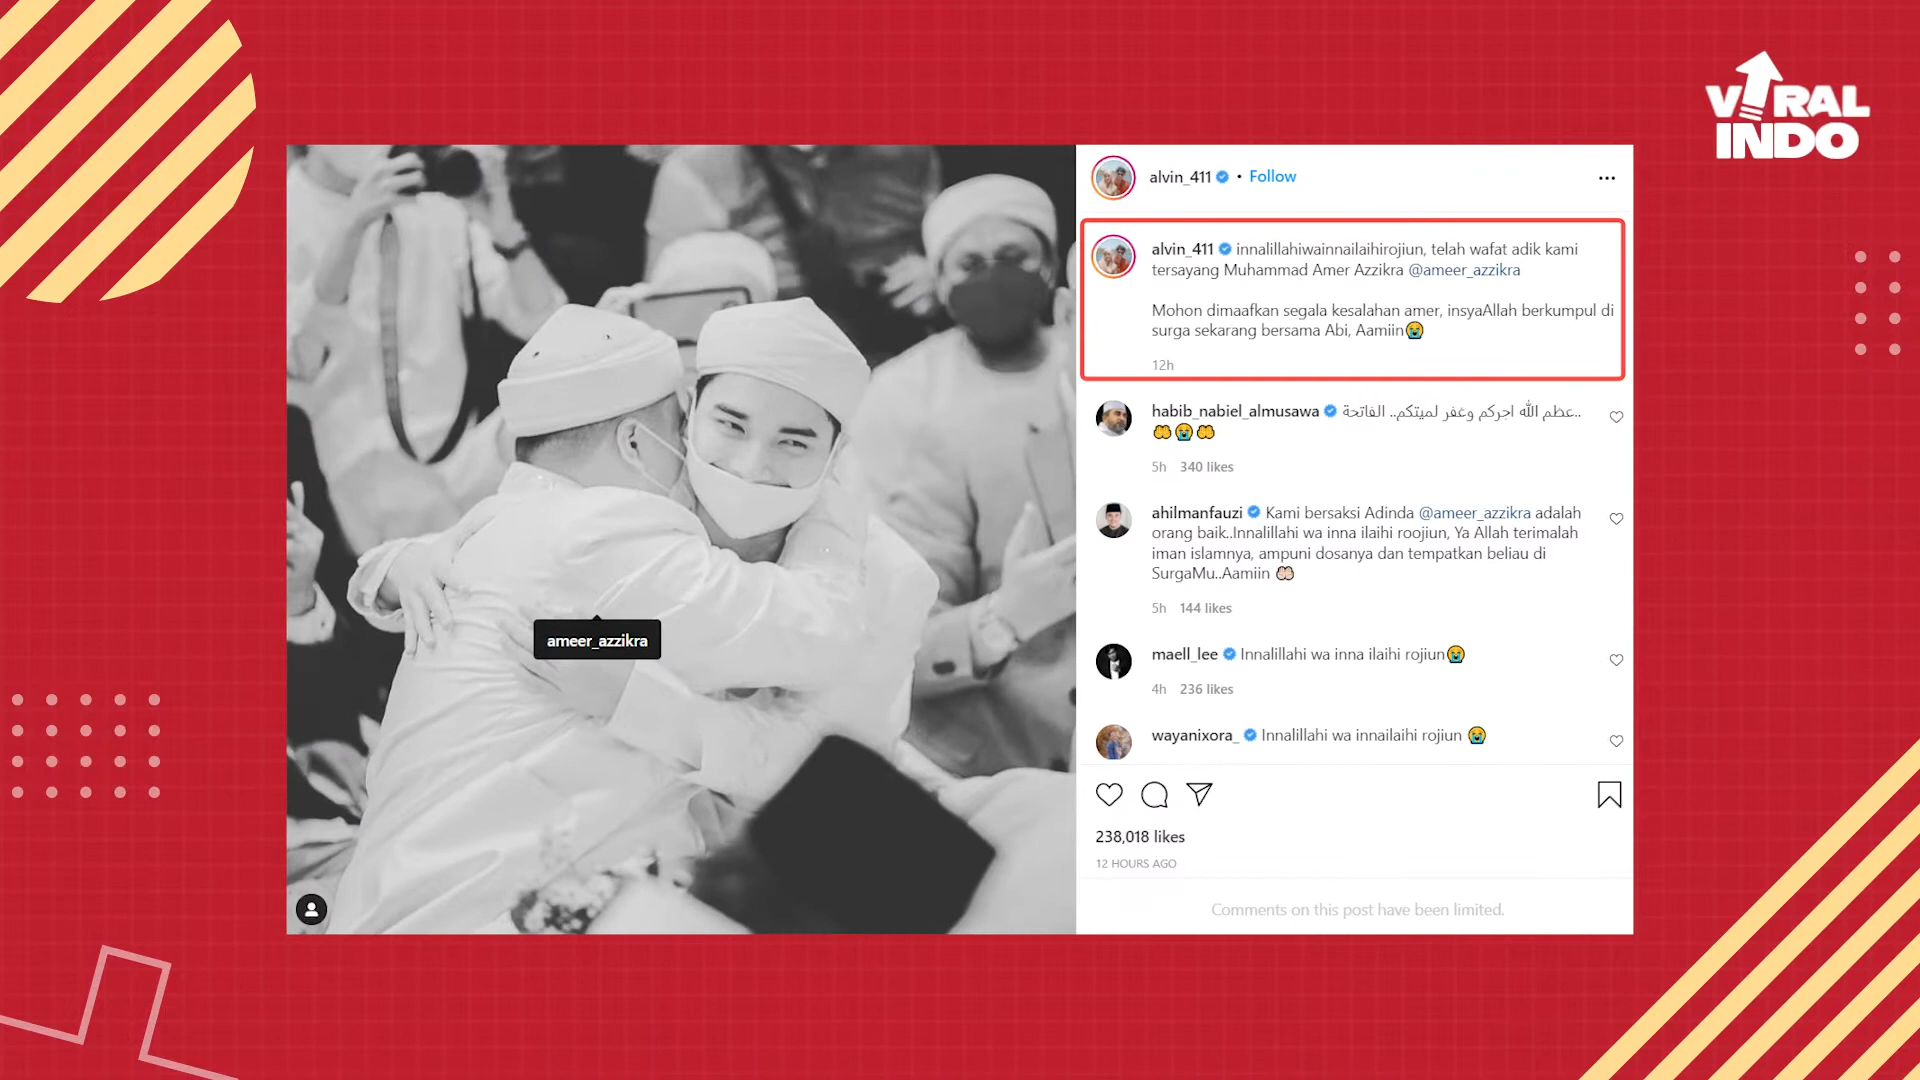 VIRAL
INDO
alvin_411 • Follow
alvin_411 innalillahiwainnailaihirojiun, telah wafat adik kami
tersayang Muhammad Amer Azzikra @ameer_azzikra
Mohon dimaafkan segala kesalahan amer, insyaAllah berkumpul di
surga sekarang bersama Abi, Aamiin😭
12h
habib_nabiel_almusawa عظم الله اجركم وغفر لميتكم.. الفاتحة..
🤲😭🤲
5h 340 likes
ahilmanfauzi Kami bersaksi Adinda @ameer_azzikra adalah
orang baik..Innalillahi wa inna ilaihi roojiun, Ya Allah terimalah
iman islamnya, ampuni dosanya dan tempatkan beliau di
SurgaMu..Aamiin 🤲🏻
5h 144 likes
maell_lee Innalillahi wa inna ilaihi rojiun😭
4h 236 likes
wayanixora_ Innalillahi wa innailaihi rojiun 😭
238,018 likes
12 HOURS AGO
Comments on this post have been limited.
ameer_azzikra